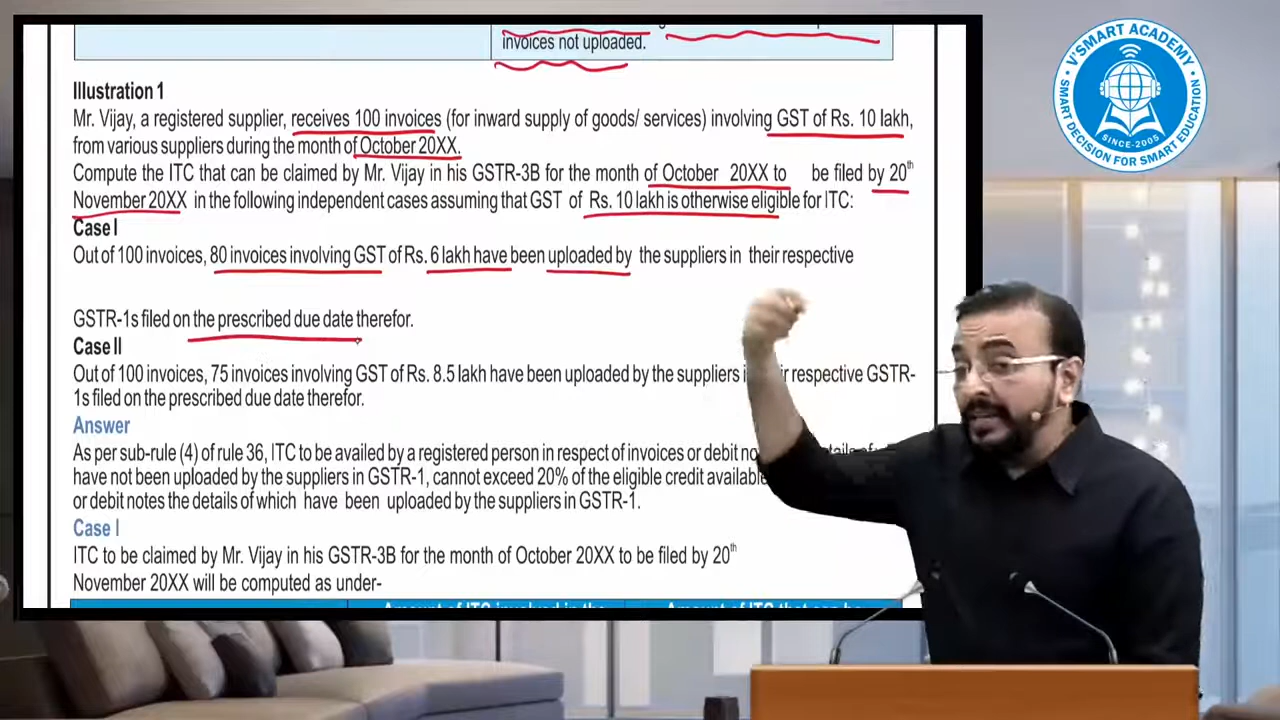 invoices not uploaded.
Illustration 1
Mr. Vijay, a registered supplier, receives 100 invoices (for inward supply of goods/ services) involving GST of Rs. 10 lakh,
from various suppliers during the month of October 20XX.
Compute the ITC that can be claimed by Mr. Vijay in his GSTR-3B for the month of October 20XX to be filed by 20th
November 20XX in the following independent cases assuming that GST of Rs. 10 lakh is otherwise eligible for ITC:
Case I
Out of 100 invoices, 80 invoices involving GST of Rs. 6 lakh have been uploaded by the suppliers in their respective
GSTR-1s filed on the prescribed due date therefor.
Case II
Out of 100 invoices, 75 invoices involving GST of Rs. 8.5 lakh have been uploaded by the suppliers respective GSTR-
1s filed on the prescribed due date therefor.
Answer
As per sub-rule (4) of rule 36, ITC to be availed by a registered person in respect of invoices or debit
have not been uploaded by the suppliers in GSTR-1, cannot exceed 20% of the eligible credit available
or debit notes the details of which have been uploaded by the suppliers in GSTR-1.
Case I
ITC to be claimed by Mr. Vijay in his GSTR-3B for the month of October 20XX to be filed by 20th
November 20XX will be computed as under-
V'SMART ACADEMY
SINCE-2005
SMART DECISION FOR SMART EDUCATION